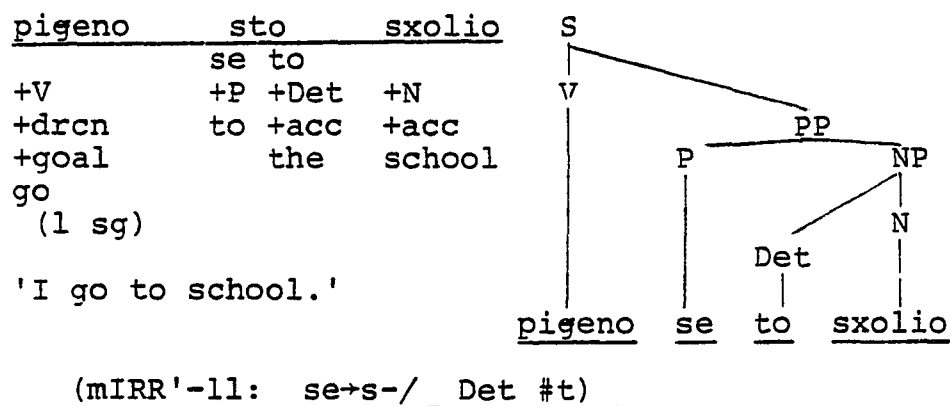 pigeno sto sxolio S
se to
+V +P +Det +N V
+drcn to +acc +acc PP
+goal the school P NP
go
(1 sg) N
Det
'I go to school.'
pigeno se to sxolio
(mIRR'-11: se→s-/_ Det #t)